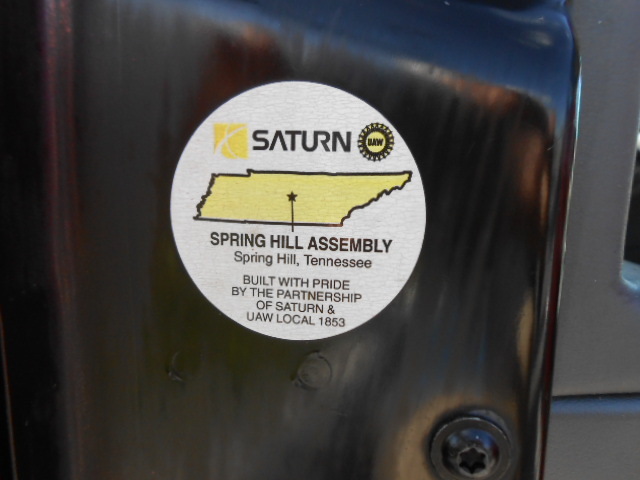 SATURN UAW
SPRING HILL ASSEMBLY
Spring Hill, Tennessee
BUILT WITH PRIDE
BY THE PARTNERSHIP
OF SATURN &
UAW LOCAL 1853